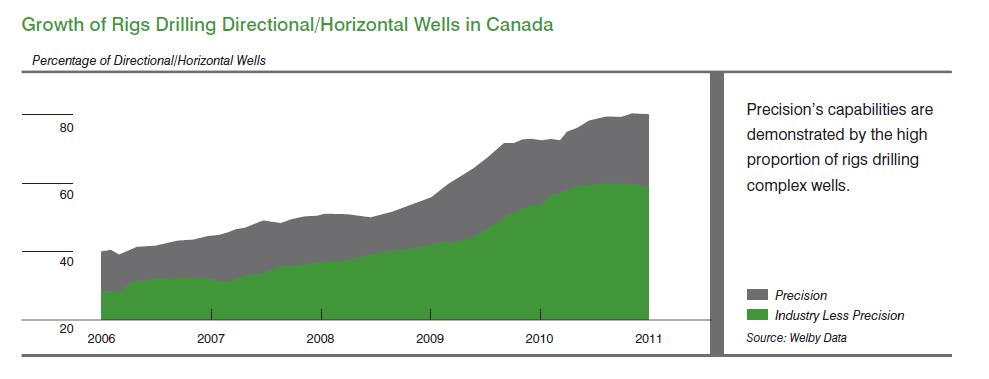 Growth of Rigs Drilling Directional/Horizontal Wells in Canada
Percentage of Directional/Horizontal Wells
80
60
40
20
2006 2007 2008 2009 2010 2011
Precision's capabilities are
demonstrated by the high
proportion of rigs drilling
complex wells.
Precision
Industry Less Precision
Source: Welby Data